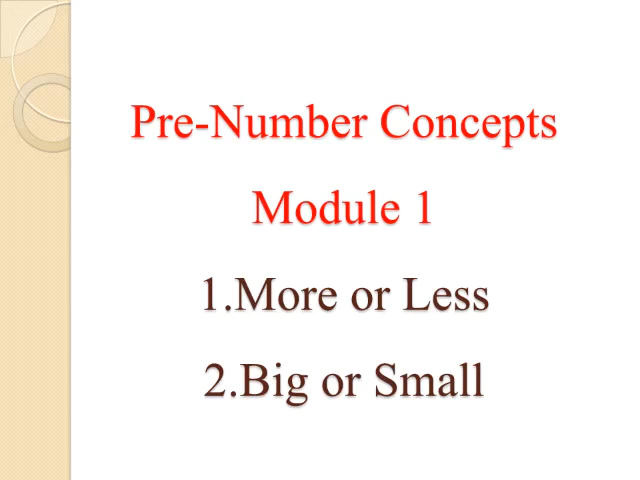 Pre-Number Concepts
Module 1
1.More or Less
2.Big or Small